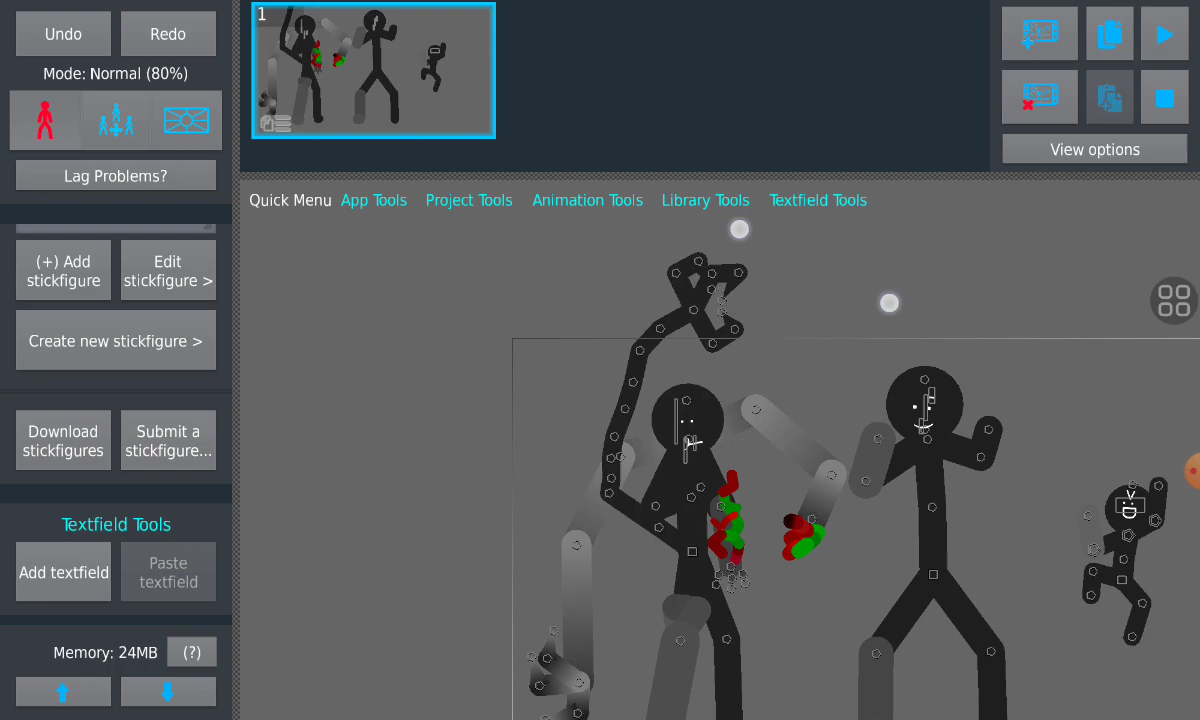 Undo
Redo
Mode: Normal (80%)
Lag Problems?
(+) Add
stickfigure
Edit
stickfigure >
Create new stickfigure >
Download
stickfigures
Submit a
stickfigure...
Textfield Tools
Add textfield
Paste
textfield
Memory: 24MB
(?)
1
View options
Quick Menu
App Tools
Project Tools
Animation Tools
Library Tools
Textfield Tools